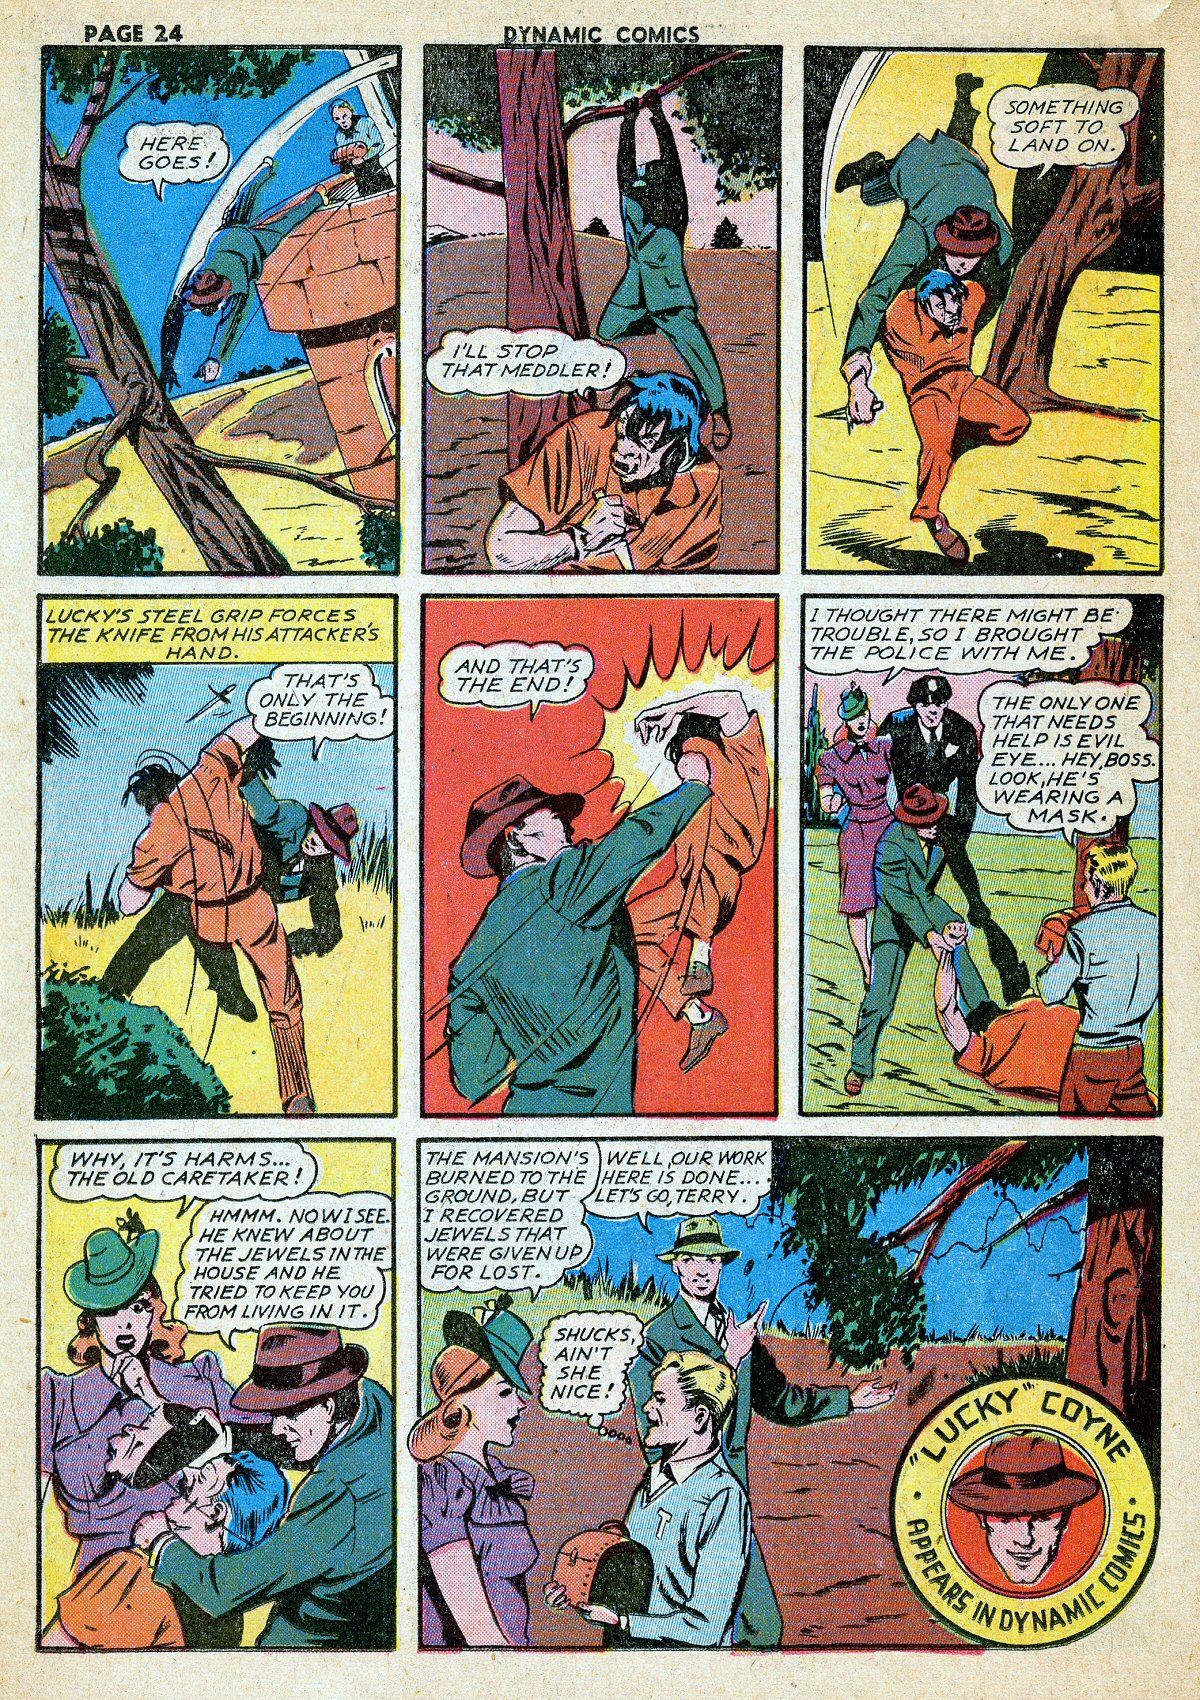 PAGE 24
DYNAMIC COMICS
HERE
GOES!
I'LL STOP
THAT MEDDLER!
SOMETHING
SOFT TO
LAND ON.
LUCKY'S STEEL GRIP FORCES
THE KNIFE FROM HIS ATTACKER'S
HAND.
THAT'S
ONLY THE
BEGINNING!
AND THAT'S
THE END!
I THOUGHT THERE MIGHT BE
TROUBLE, SO I BROUGHT
THE POLICE WITH ME.
THE ONLY ONE
THAT NEEDS
HELP IS EVIL
EYE... HEY, BOSS.
LOOK, HE'S
WEARING A
MASK.
WHY, IT'S HARMS...
THE OLD CARETAKER!
HMMM. NOW I SEE.
HE KNEW ABOUT
THE JEWELS IN THE
HOUSE AND HE
TRIED TO KEEP YOU
FROM LIVING IN IT.
THE MANSION'S
BURNED TO THE
GROUND, BUT
I RECOVERED
JEWELS THAT
WERE GIVEN UP
FOR LOST.
WELL, OUR WORK
HERE IS DONE...
LET'S GO, TERRY.
SHUCKS,
AIN'T
SHE
NICE!
T
"LUCKY" COYNE
• APPEARS IN DYNAMIC COMICS •